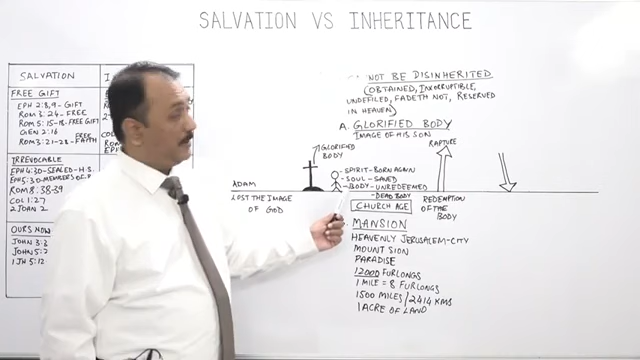 SALVATION VS INHERITANCE
SALVATION
FREE GIFT
EPH 2:8,9 - GIFT
ROM 3:24 - FREE
ROM 5:15-18 - FREE GIFT
GEN 2:16 FREE
ROM 3:21-28 - FAITH
IRREVOCABLE
EPH 4:30 - SEALED - H.S.
EPH 5:30 - MEMBERS OF
ROM 8:38-39
COL 1:27
2 JOHN 2
OURS NOW
JOHN 3:3
JOHN 5:2
1 JH 5:12
NOT BE DISINHERITED
(OBTAINED, INCORRUPTIBLE,
UNDEFILED, FADETH NOT, RESERVED
IN HEAVEN)
A. GLORIFIED BODY
IMAGE OF HIS SON
GLORIFIED
BODY
RAPTURE
SPIRIT - BORN AGAIN
SOUL - SAVED
BODY - UNREDEEMED
ADAM
- DEAD BODY
LOST THE IMAGE
OF GOD
CHURCH AGE
REDEMPTION
OF THE
BODY
MANSION
HEAVENLY JERUSALEM - CITY
MOUNT SION
PARADISE
12000 FURLONGS
1 MILE = 8 FURLONGS
1500 MILES / 2414 KMS
1 ACRE OF LAND